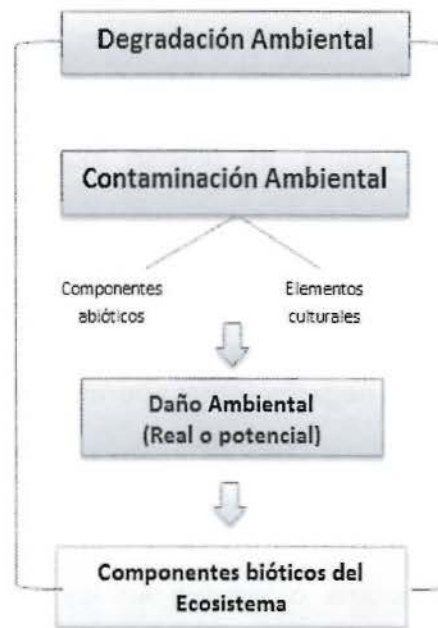 Degradación Ambiental
Contaminación Ambiental
Componentes
abióticos
Elementos
culturales
Daño Ambiental
(Real o potencial)
Componentes bióticos del
Ecosistema